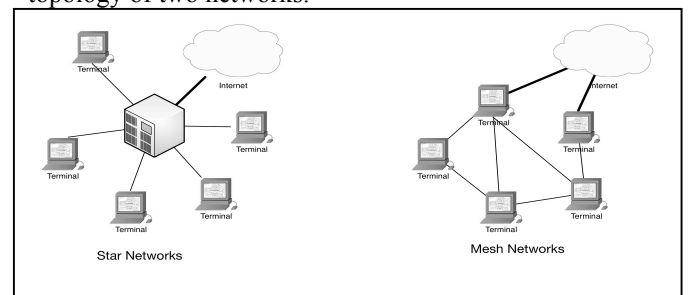 topology of two networks.
Terminal
Internet
Terminal
Terminal
Terminal
Terminal
Star Networks
Internet
Terminal
Terminal
Terminal
Terminal
Terminal
Mesh Networks